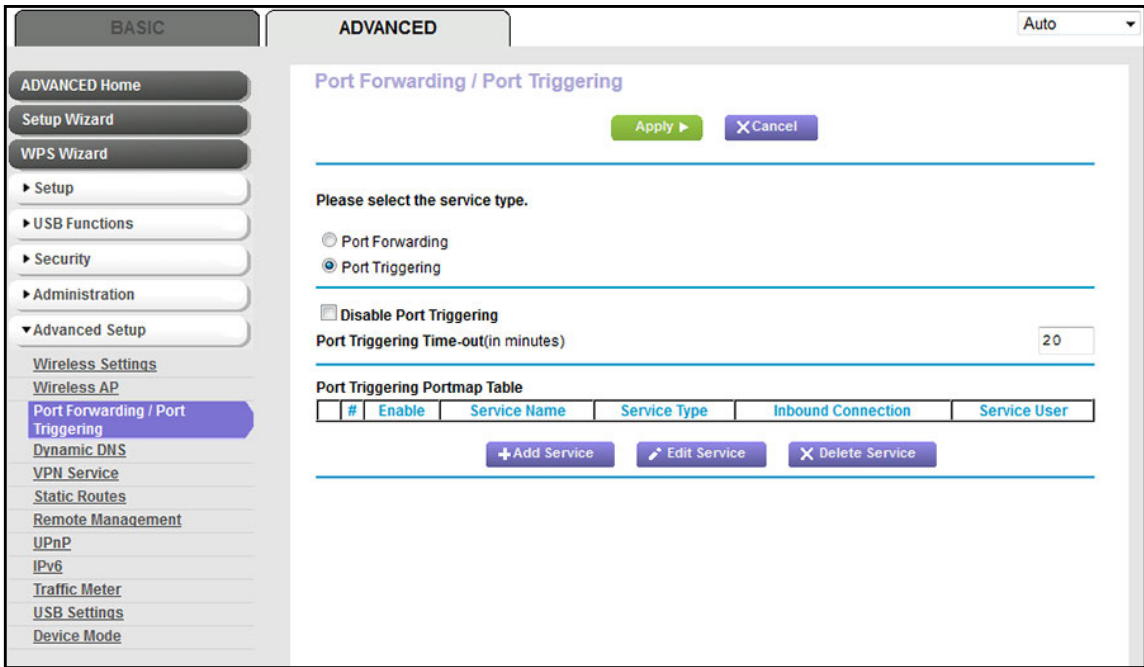 BASIC
ADVANCED
Auto
ADVANCED Home
Setup Wizard
WPS Wizard
Setup
USB Functions
Security
Administration
Advanced Setup
Wireless Settings
Wireless AP
Port Forwarding / Port
Triggering
Dynamic DNS
VPN Service
Static Routes
Remote Management
UPnP
IPv6
Traffic Meter
USB Settings
Device Mode
Port Forwarding / Port Triggering
Apply
Cancel
Please select the service type.
Port Forwarding
Port Triggering
Disable Port Triggering
Port Triggering Time-out(in minutes) 20
Port Triggering Portmap Table
# Enable Service Name Service Type Inbound Connection Service User
Add Service Edit Service Delete Service